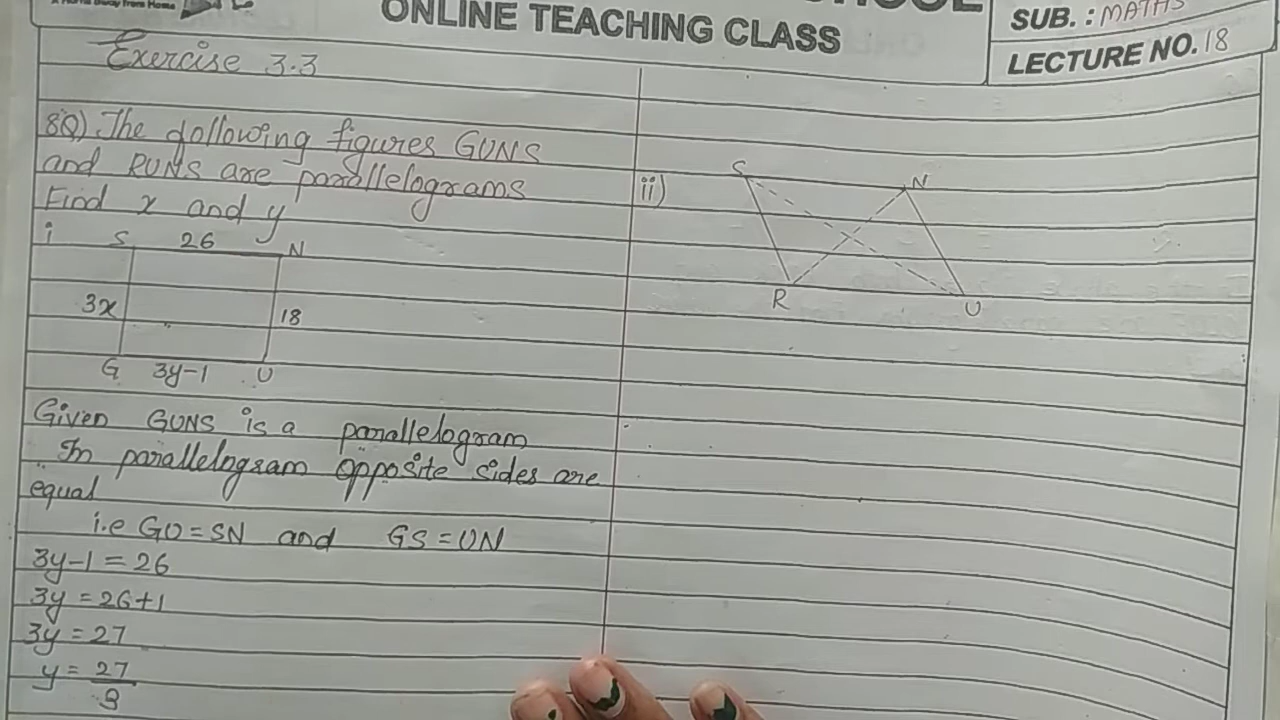 ONLINE TEACHING CLASS
SUB. : MATHS
LECTURE NO. 18
Exercise 3.3
8Q) The following figures GUNS
and RUNS are parallelograms
Find x and y
i S 26 N
3x 18
G 3y-1 U
Given GUNS is a parallelogram
In parallelogram opposite sides are
equal
i.e GU = SN and GS = UN
3y-1 = 26
3y = 26+1
3y = 27
y = 27
3
ii)
S N
R U